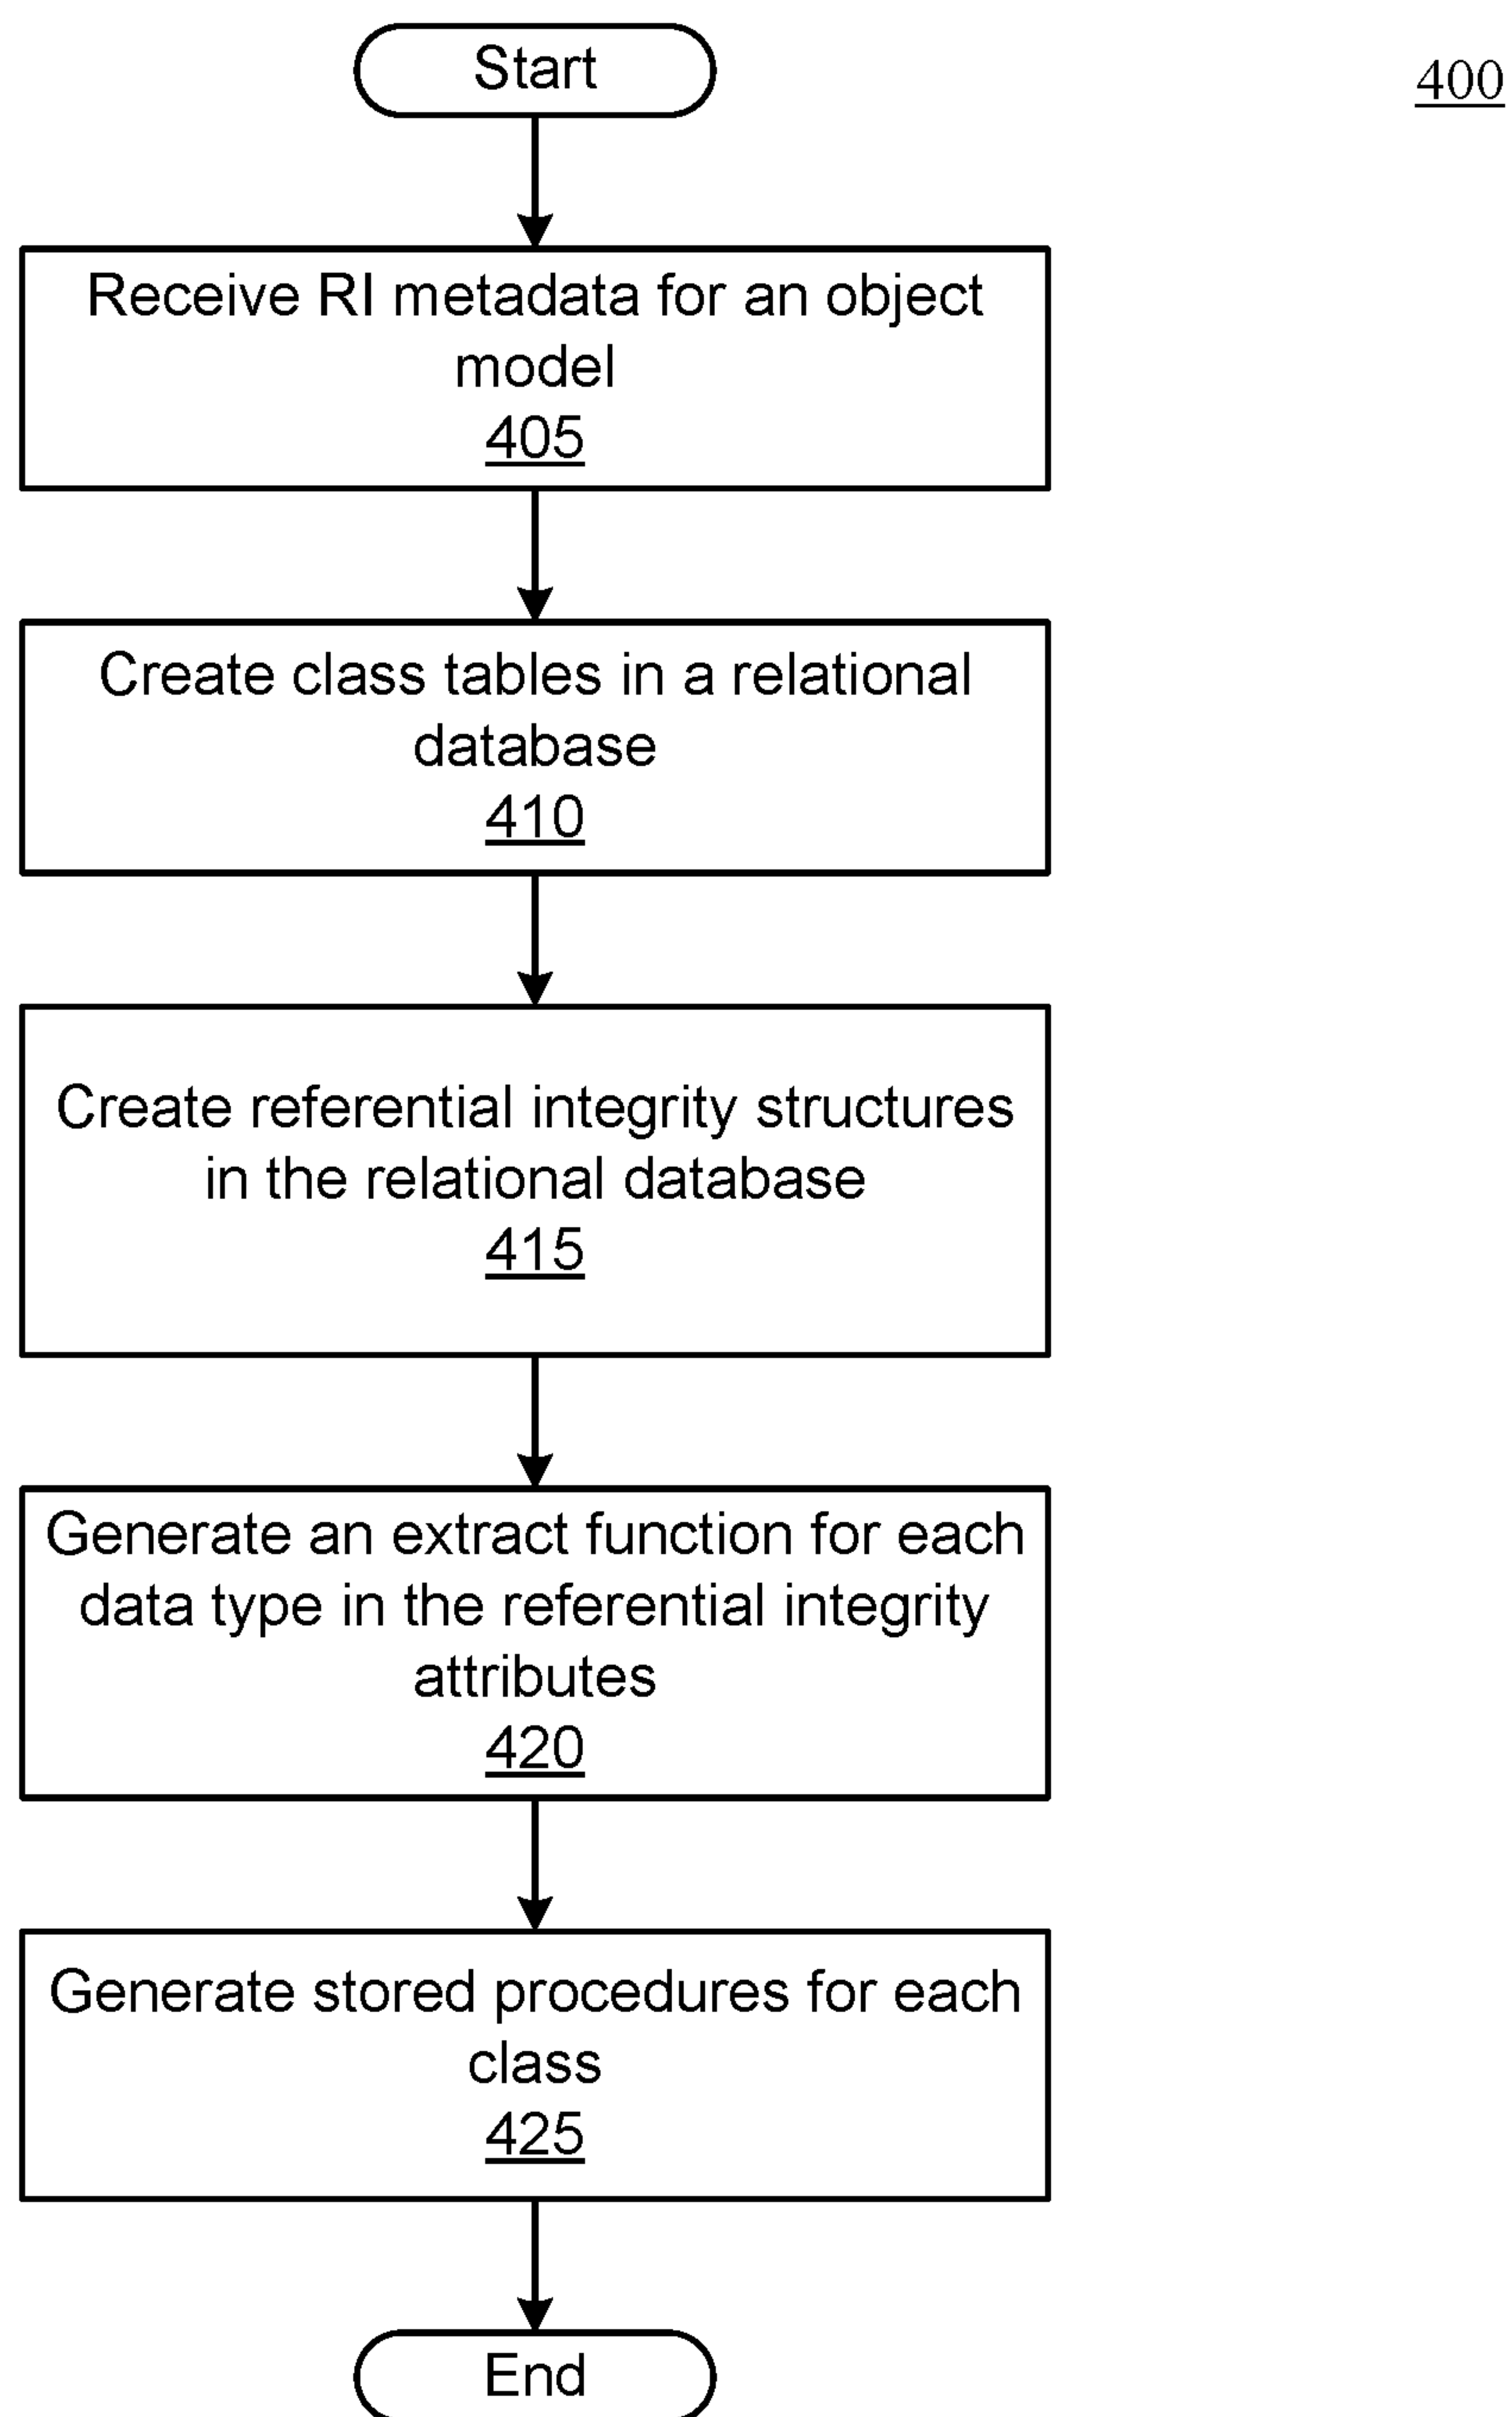 Start
400
Receive RI metadata for an object
model
405
Create class tables in a relational
database
410
Create referential integrity structures
in the relational database
415
Generate an extract function for each
data type in the referential integrity
attributes
420
Generate stored procedures for each
class
425
End